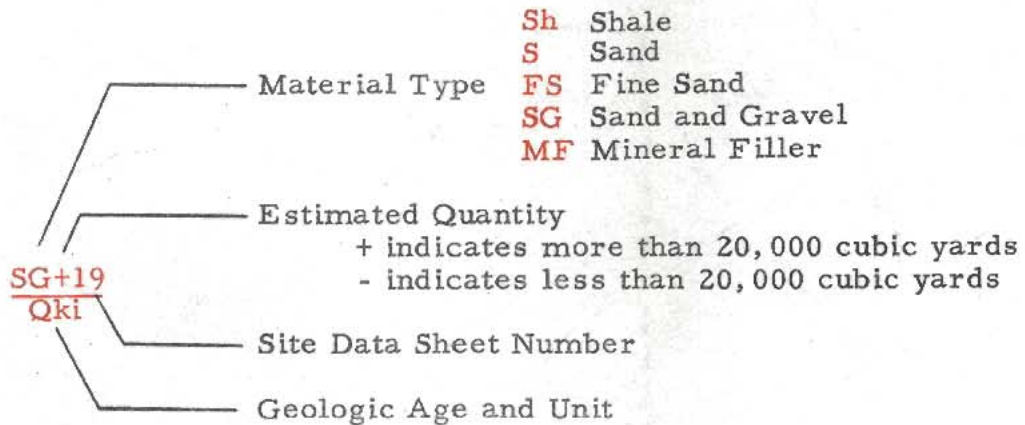 Sh Shale
S Sand
Material Type FS Fine Sand
SG Sand and Gravel
MF Mineral Filler
Estimated Quantity
+ indicates more than 20,000 cubic yards
- indicates less than 20,000 cubic yards
SG+19
Qki
Site Data Sheet Number
Geologic Age and Unit